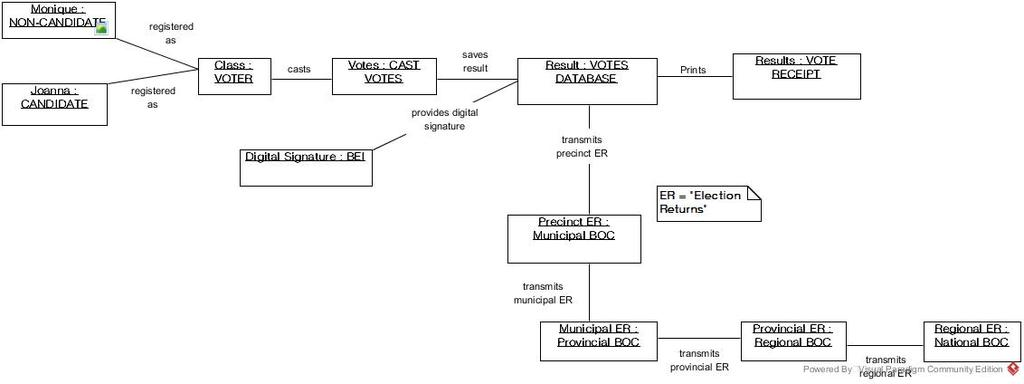 Monique :
NON-CANDIDATE
registered
as
Joanna :
CANDIDATE
registered
as
Class :
VOTER
casts
Votes : CAST
VOTES
saves
result
Result : VOTES
DATABASE
Prints
Results : VOTE
RECEIPT
provides digital
signature
Digital Signature : BEI
transmits
precinct ER
ER = "Election
Returns"
Precinct ER :
Municipal BOC
transmits
municipal ER
Municipal ER :
Provincial BOC
transmits
provincial ER
Provincial ER :
Regional BOC
transmits
regional ER
Regional ER :
National BOC
Powered By Visual Paradigm Community Edition